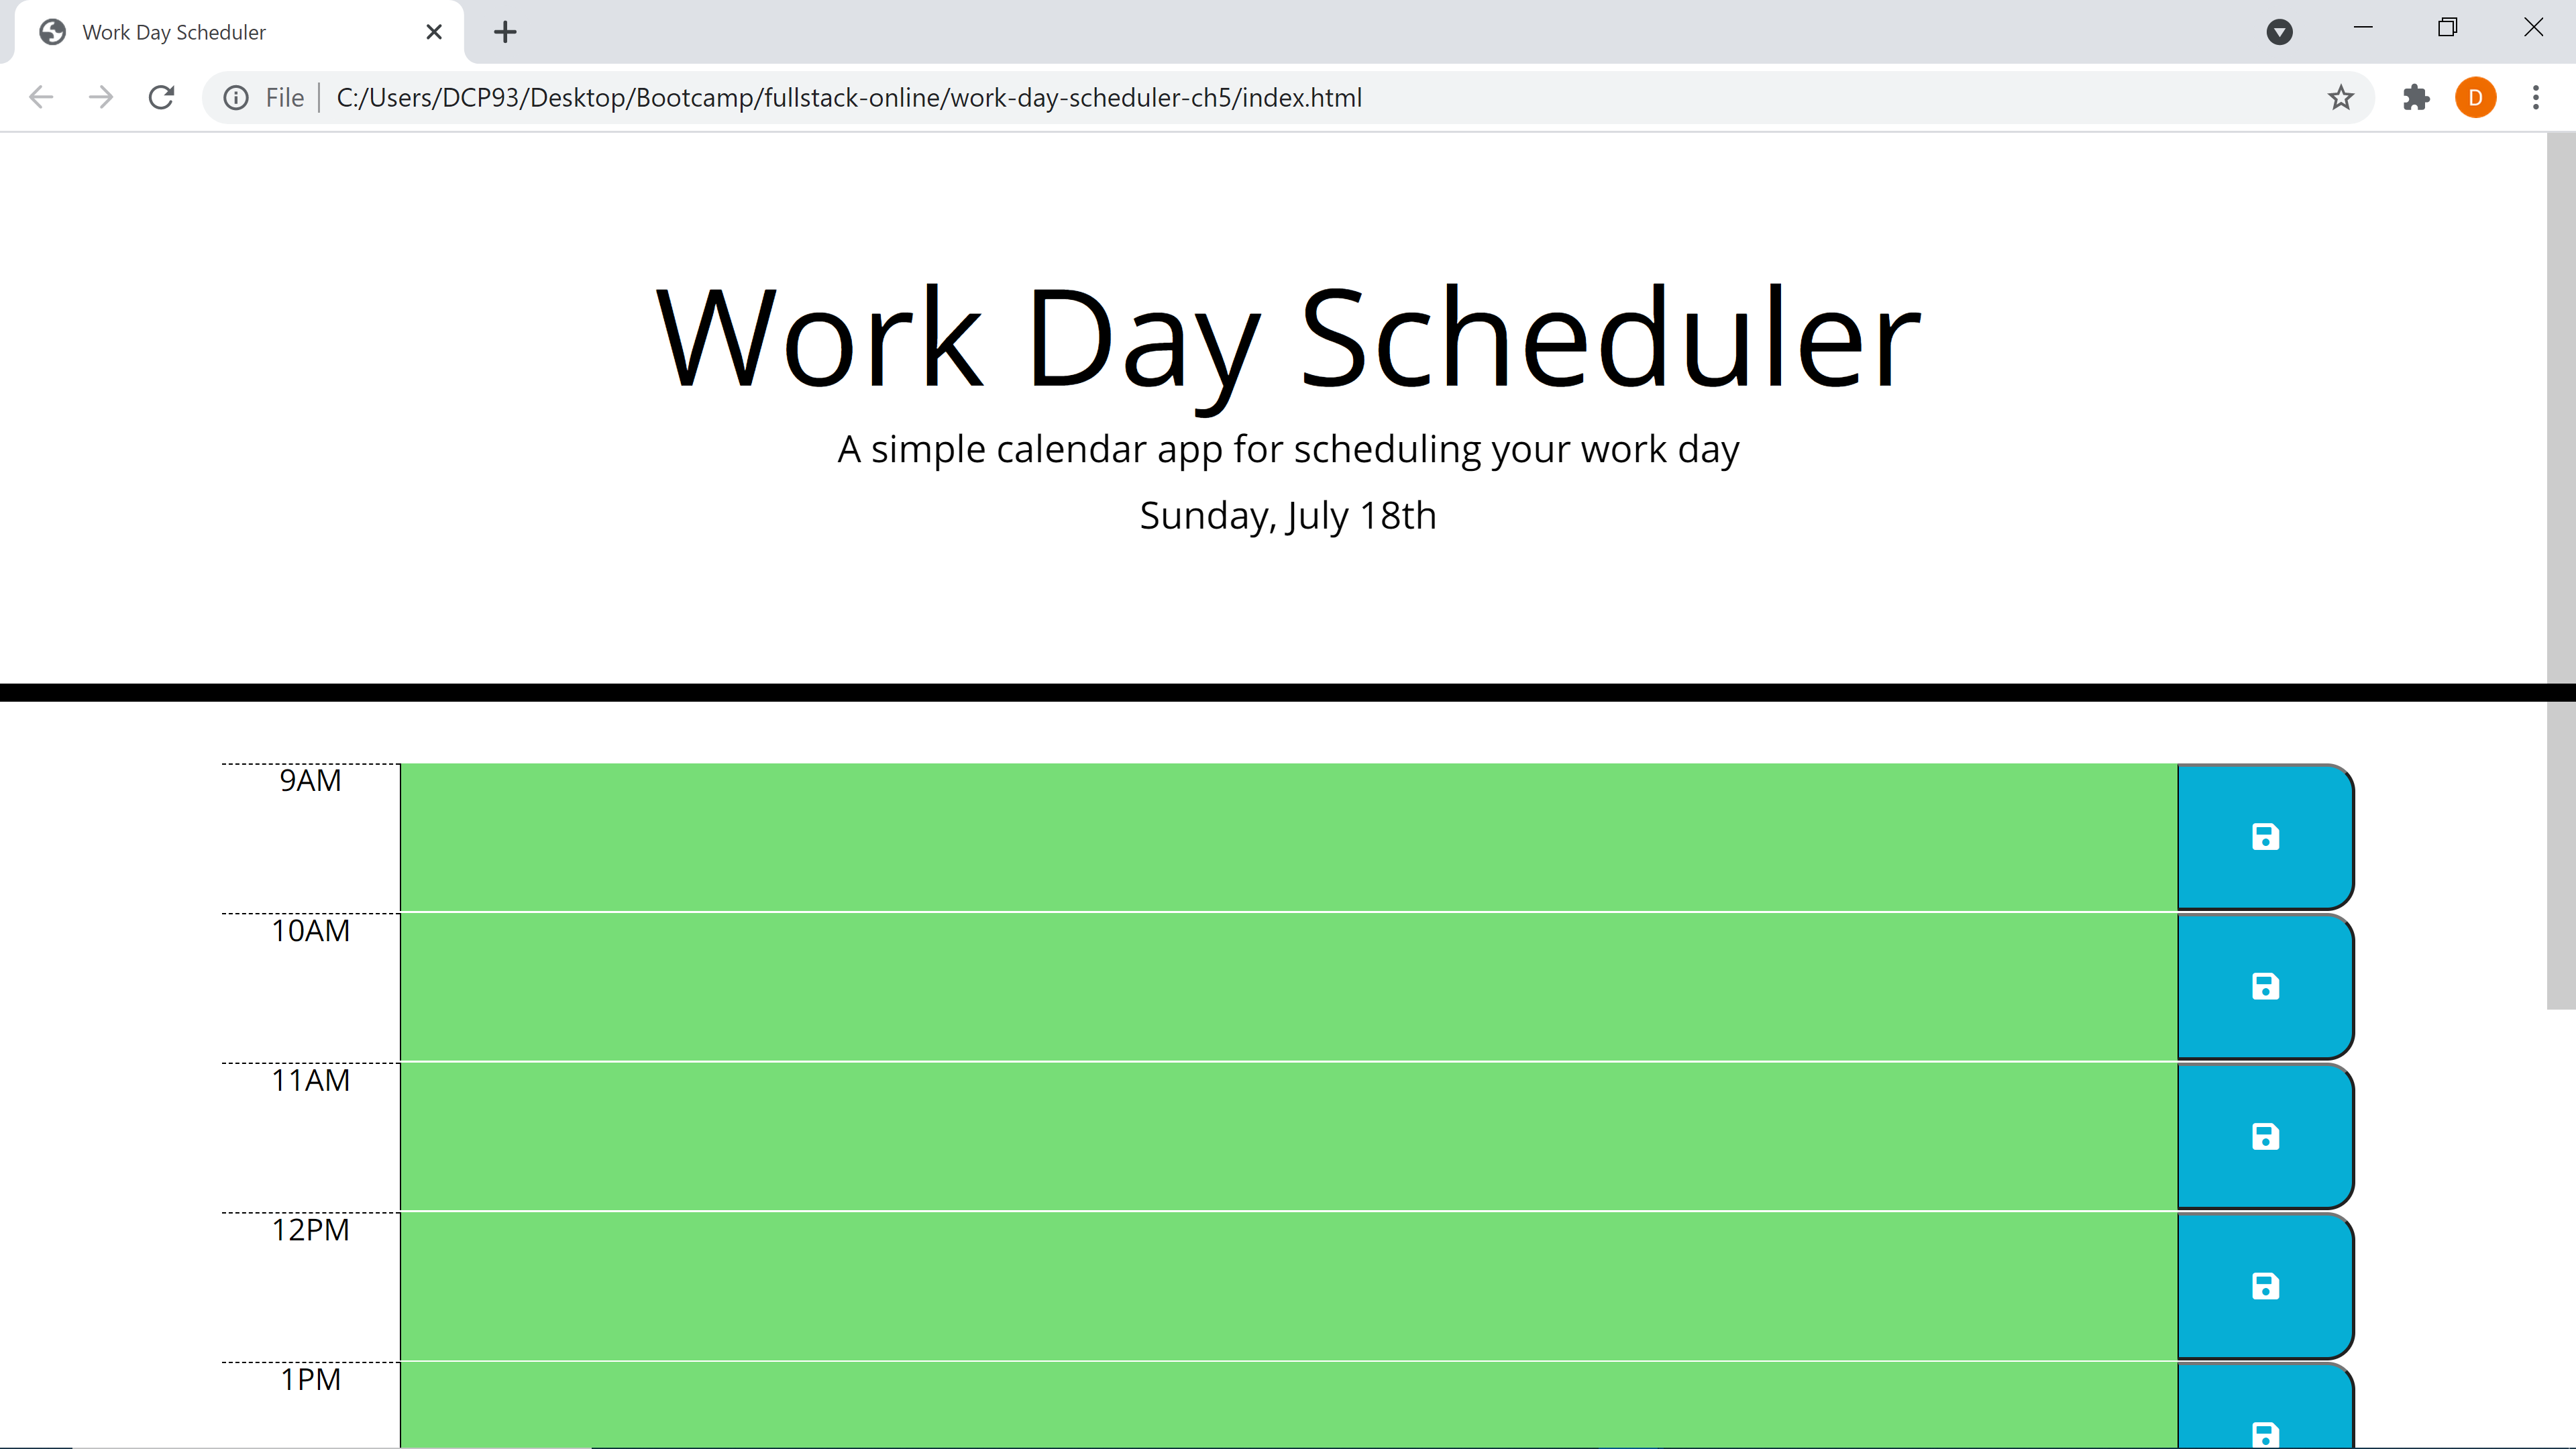 Work Day Scheduler
File C:/Users/DCP93/Desktop/Bootcamp/fullstack-online/work-day-scheduler-ch5/index.html
D
Work Day Scheduler
A simple calendar app for scheduling your work day
Sunday, July 18th
9AM
10AM
11AM
12PM
1PM